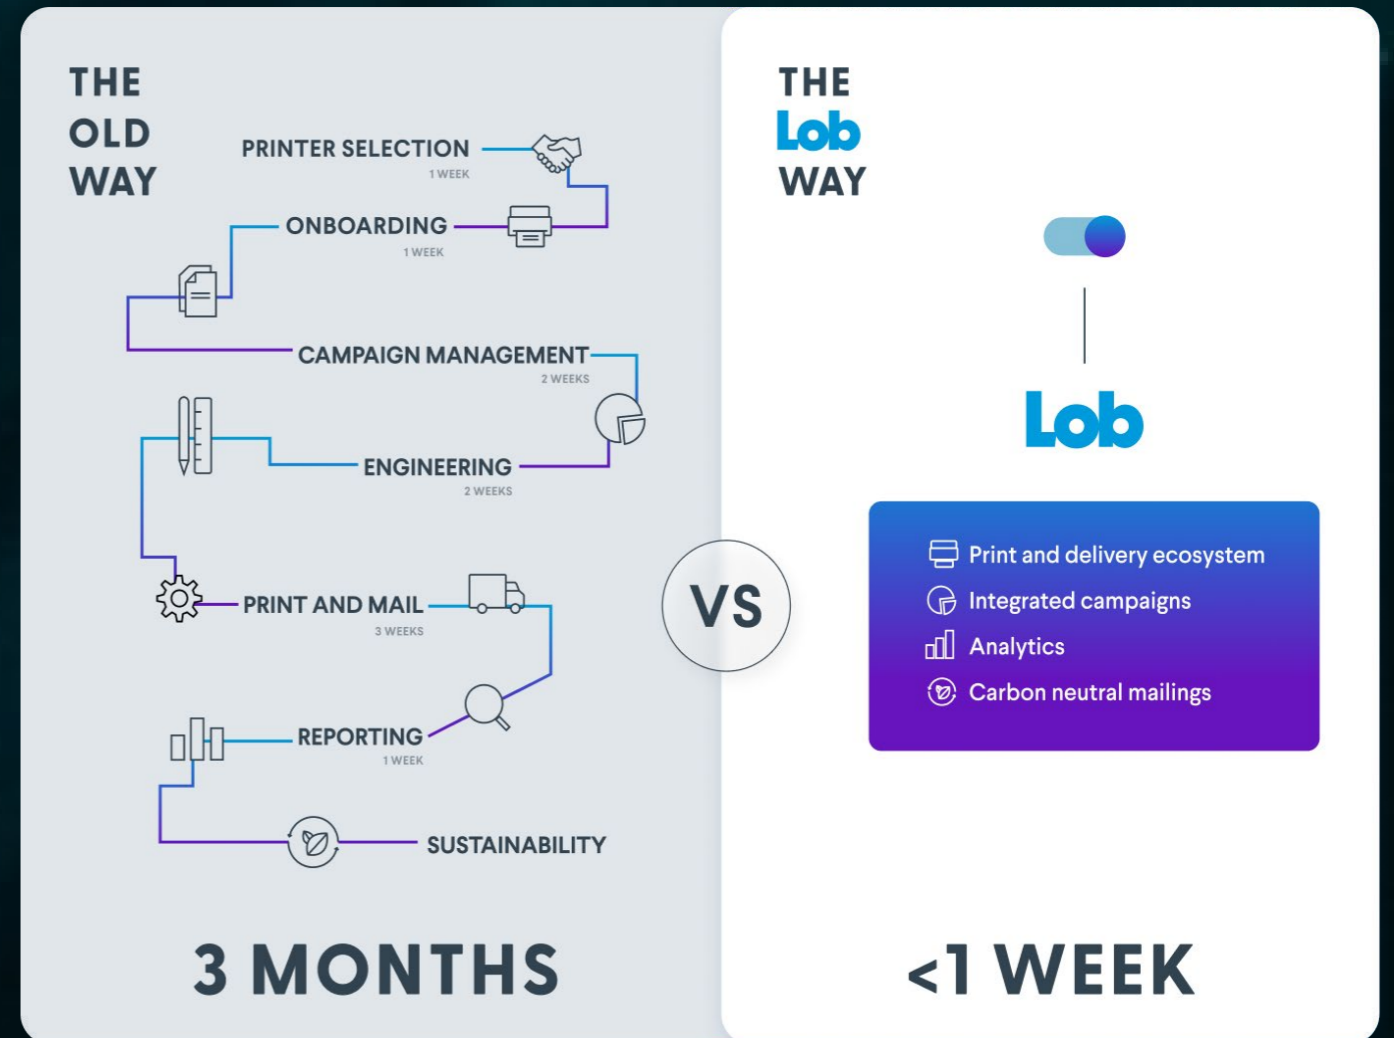 THE
OLD
WAY
PRINTER SELECTION
1 WEEK
ONBOARDING
1 WEEK
CAMPAIGN MANAGEMENT
2 WEEKS
ENGINEERING
2 WEEKS
PRINT AND MAIL
3 WEEKS
REPORTING
1 WEEK
SUSTAINABILITY
3 MONTHS
VS
THE
Lob
WAY
Lob
Print and delivery ecosystem
Integrated campaigns
Analytics
Carbon neutral mailings
<1 WEEK